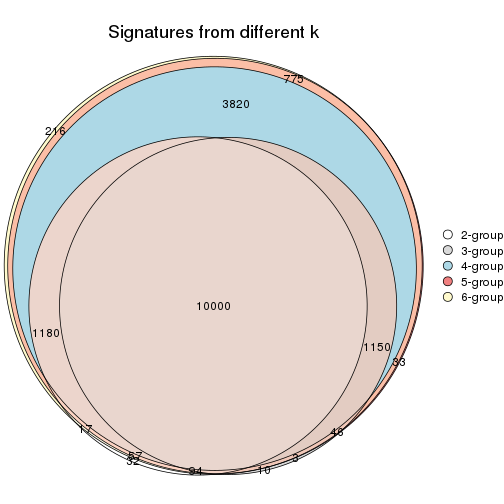 Signatures from different k
775
3820
216
10000
1180
1150
33
17
46
57
32
3
94
10
2-group
3-group
4-group
5-group
6-group